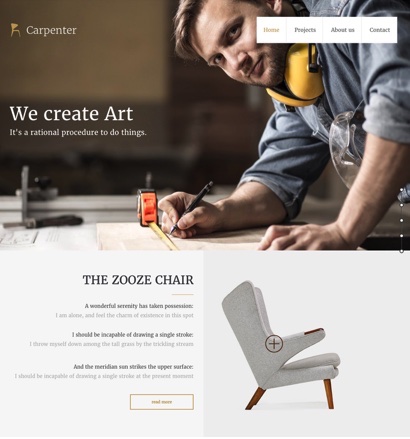 Carpenter
Home Projects About us Contact
We create Art
It's a rational procedure to do things.
THE ZOOZE CHAIR
A wonderful serenity has taken possession:
I am alone, and feel the charm of existence in this spot
I should be incapable of drawing a single stroke:
I throw myself down among the tall grass by the trickling stream
And the meridian sun strikes the upper surface:
I should be incapable of drawing a single stroke at the present moment
read more